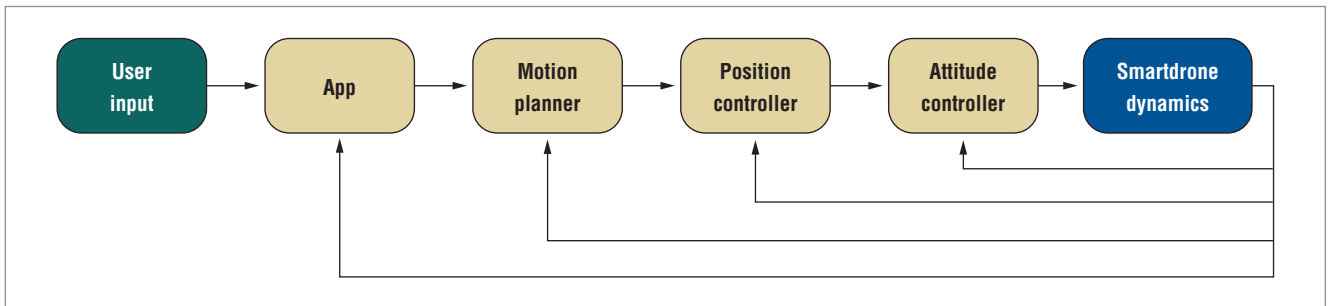 User
input
App
Motion
planner
Position
controller
Attitude
controller
Smartdrone
dynamics